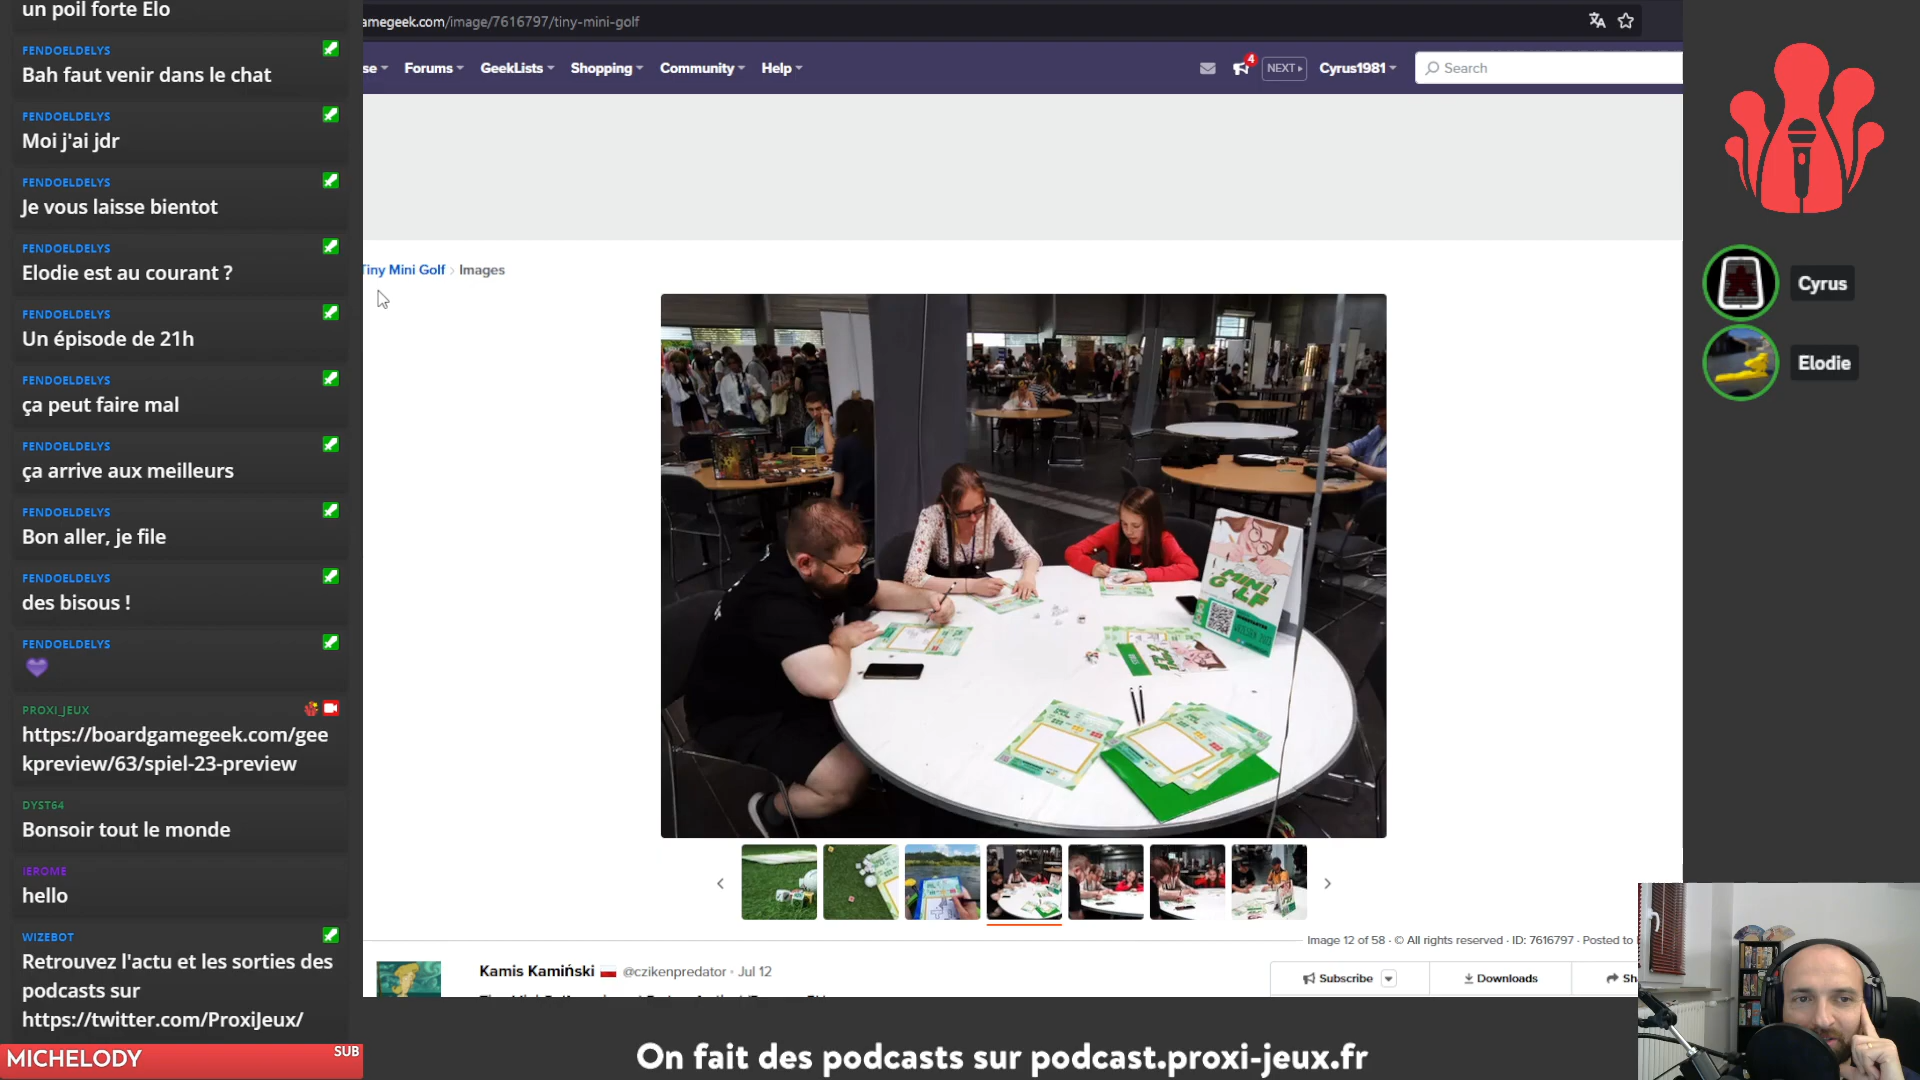 un poil forte Elo
FENDOELDELYS
Bah faut venir dans le chat
FENDOELDELYS
Moi j'ai jdr
FENDOELDELYS
Je vous laisse bientot
FENDOELDELYS
Elodie est au courant ?
FENDOELDELYS
Un épisode de 21h
FENDOELDELYS
ça peut faire mal
FENDOELDELYS
ça arrive aux meilleurs
FENDOELDELYS
Bon aller, je file
FENDOELDELYS
des bisous !
FENDOELDELYS
PROXI_JEUX
https://boardgamegeek.com/gee
kpreview/63/spiel-23-preview
DYST64
Bonsoir tout le monde
IEROME
hello
WIZEBOT
Retrouvez l'actu et les sorties des
podcasts sur
https://twitter.com/ProxiJeux/
MICHELODY
SUB
amegeek.com/image/7616797/tiny-mini-golf
se Forums GeekLists Shopping Community Help
4
NEXT
Cyrus1981
Search
Tiny Mini Golf > Images
MINI
GOLF
Image 12 of 58 · © All rights reserved · ID: 7616797 · Posted to
Kamis Kamiński @czikenpredator · Jul 12
Subscribe
Downloads
Sh
Cyrus
Elodie
On fait des podcasts sur podcast.proxi-jeux.fr